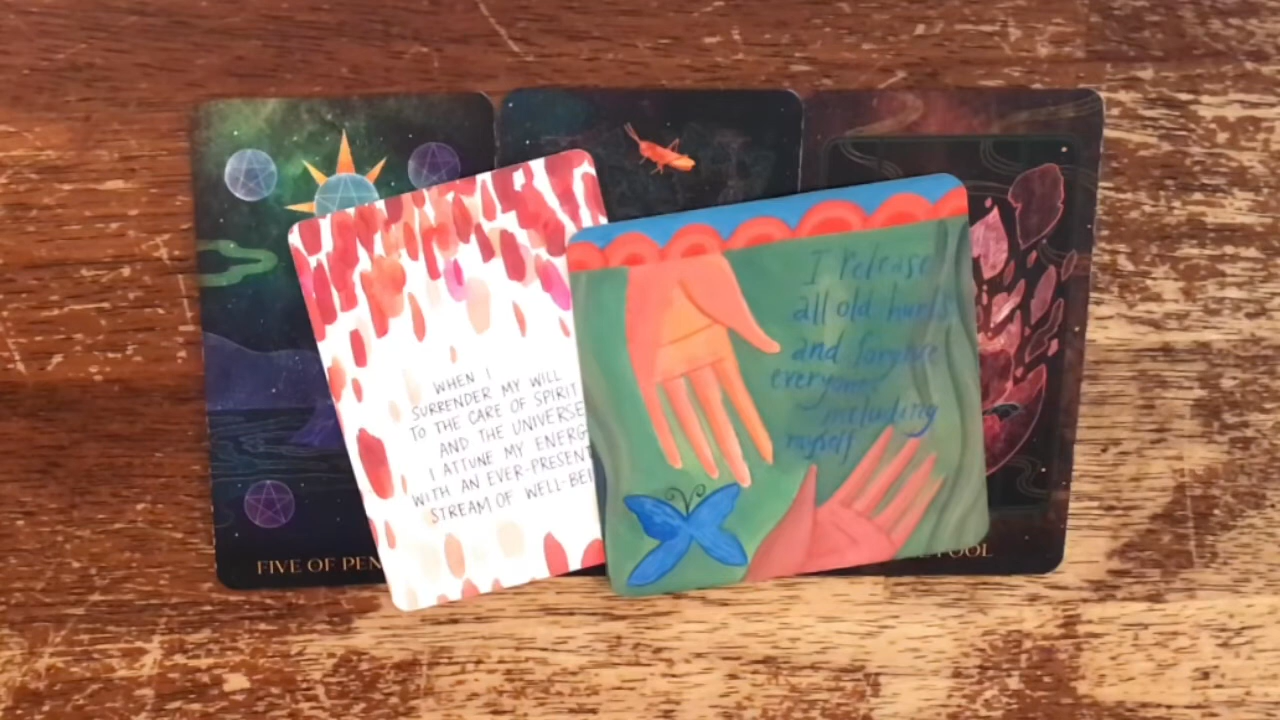 WHEN I
SURRENDER MY WILL
TO THE CARE OF SPIRIT
AND THE UNIVERSE
I ATTUNE MY ENERG
WITH AN EVER-PRESENT
STREAM OF WELL-BEI
I release
all old hurts
and forgive
everyone
including
myself
FIVE OF PEN
FOOL